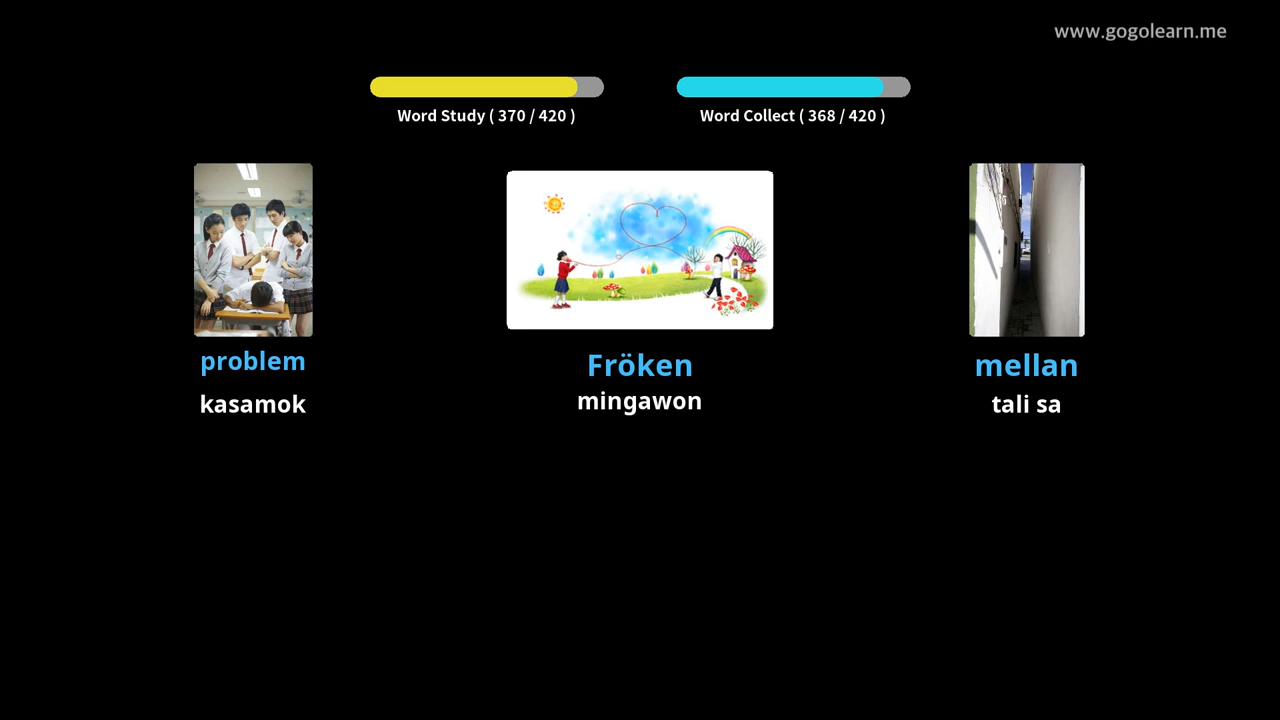 www.gogolearn.me
Word Study ( 370 / 420 )
Word Collect ( 368 / 420 )
problem
kasamok
Fröken
mingawon
mellan
tali sa